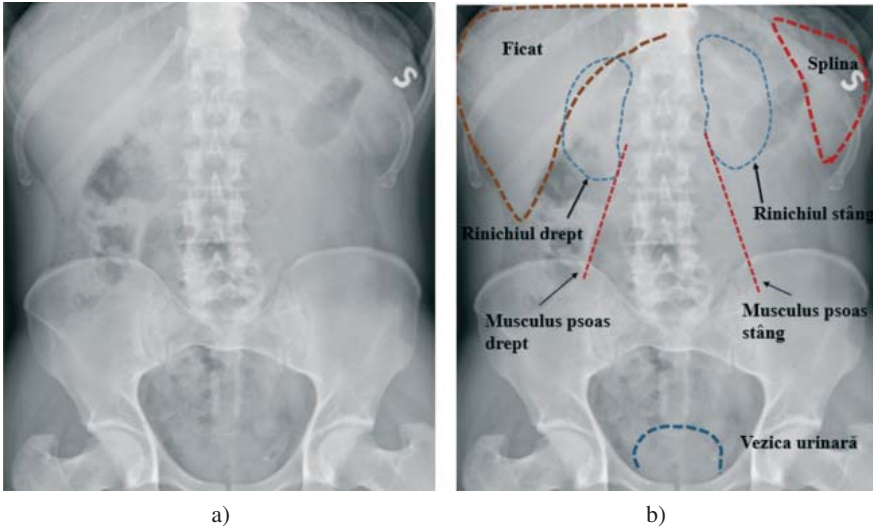 S
Ficat
Splina
S
Rinichiul stâng
Rinichiul drept
Musculus psoas
drept
Musculus psoas
stâng
Vezica urinară
a)
b)